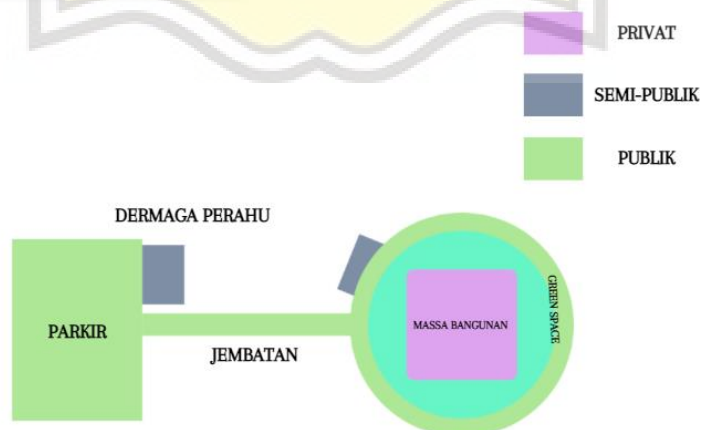 PRIVAT
SEMI-PUBLIK
PUBLIK
DERMAGA PERAHU
PARKIR
JEMBATAN
MASSA BANGUNAN
GREEN SPACE